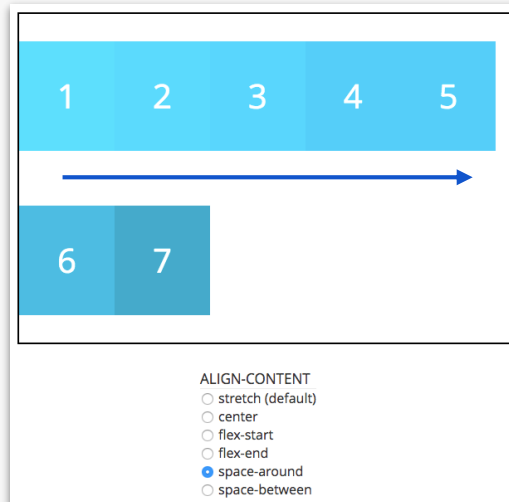 1 2 3 4 5
6 7
ALIGN-CONTENT
stretch (default)
center
flex-start
flex-end
space-around
space-between